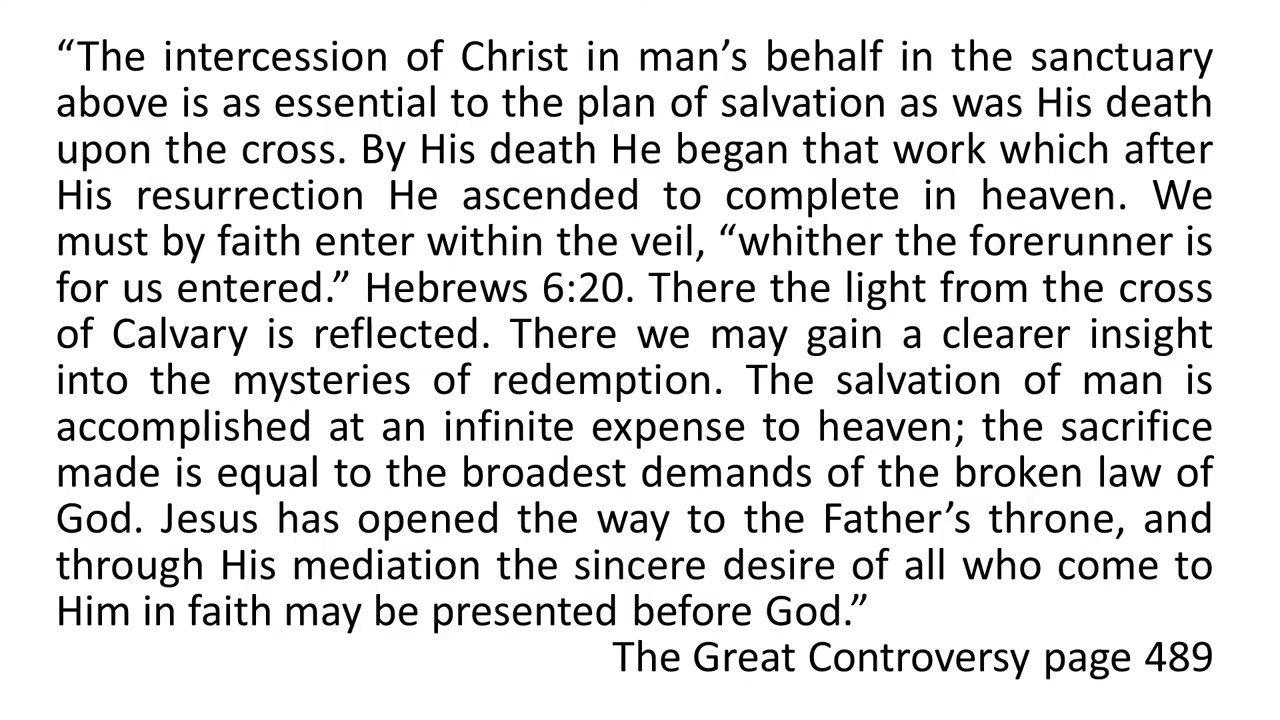 “The intercession of Christ in man’s behalf in the sanctuary
above is as essential to the plan of salvation as was His death
upon the cross. By His death He began that work which after
His resurrection He ascended to complete in heaven. We
must by faith enter within the veil, “whither the forerunner is
for us entered.” Hebrews 6:20. There the light from the cross
of Calvary is reflected. There we may gain a clearer insight
into the mysteries of redemption. The salvation of man is
accomplished at an infinite expense to heaven; the sacrifice
made is equal to the broadest demands of the broken law of
God. Jesus has opened the way to the Father’s throne, and
through His mediation the sincere desire of all who come to
Him in faith may be presented before God.”
The Great Controversy page 489